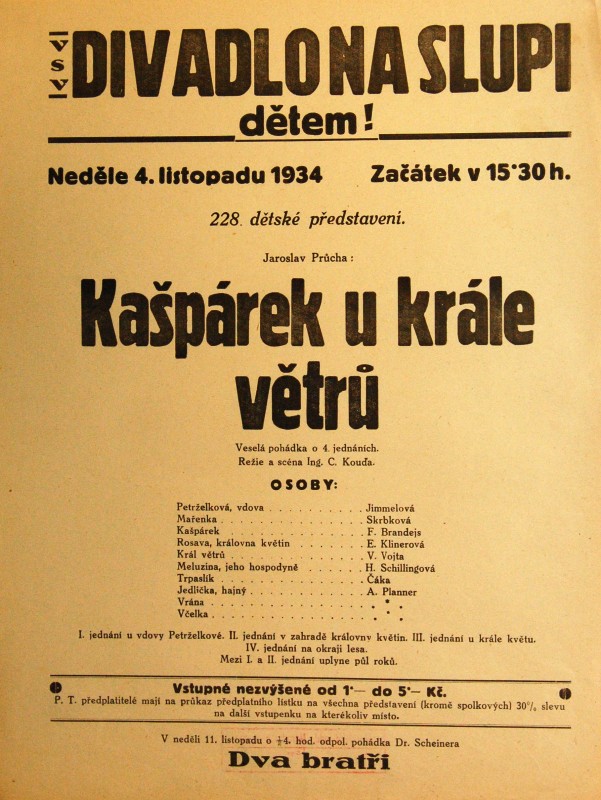 VSV DIVADLO NA SLUPI
dětem!
Neděle 4. listopadu 1934 Začátek v 15·30 h.
228. dětské představení.
Jaroslav Průcha:
Kašpárek u krále
větrů
Veselá pohádka o 4. jednáních.
Režie a scéna Ing. C. Kouďa.
OSOBY:
Petrželková, vdova . . . . . . . . . . Jimmelová
Mařenka . . . . . . . . . . . . . . . Skrbková
Kašpárek . . . . . . . . . . . . . . . F. Brandejs
Rosava, královna květin . . . . . . . E. Klinerová
Král větrů . . . . . . . . . . . . . . V. Vojta
Meluzina, jeho hospodyně . . . . . . . H. Schillingová
Trpaslík . . . . . . . . . . . . . . . Čáka
Jedlička, hajný . . . . . . . . . . . A. Planner
Vrána . . . . . . . . . . . . . . . . . * .
Včelka . . . . . . . . . . . . . . . . . . .
I. jednání u vdovy Petrželkové. II. jednání v zahradě královny květin. III. jednání u krále květu.
IV. jednání na okraji lesa.
Mezi I. a II. jednání uplyne půl roků.
Vstupné nezvýšené od 1·— do 5·— Kč.
P. T. předplatitelé mají na průkaz předplatního lístku na všechna představení (kromě spolkových) 30% slevu
na další vstupenku na kterékoliv místo.
V neděli 11. listopadu o ¼4. hod. odpol. pohádka Dr. Scheinera
Dva bratři